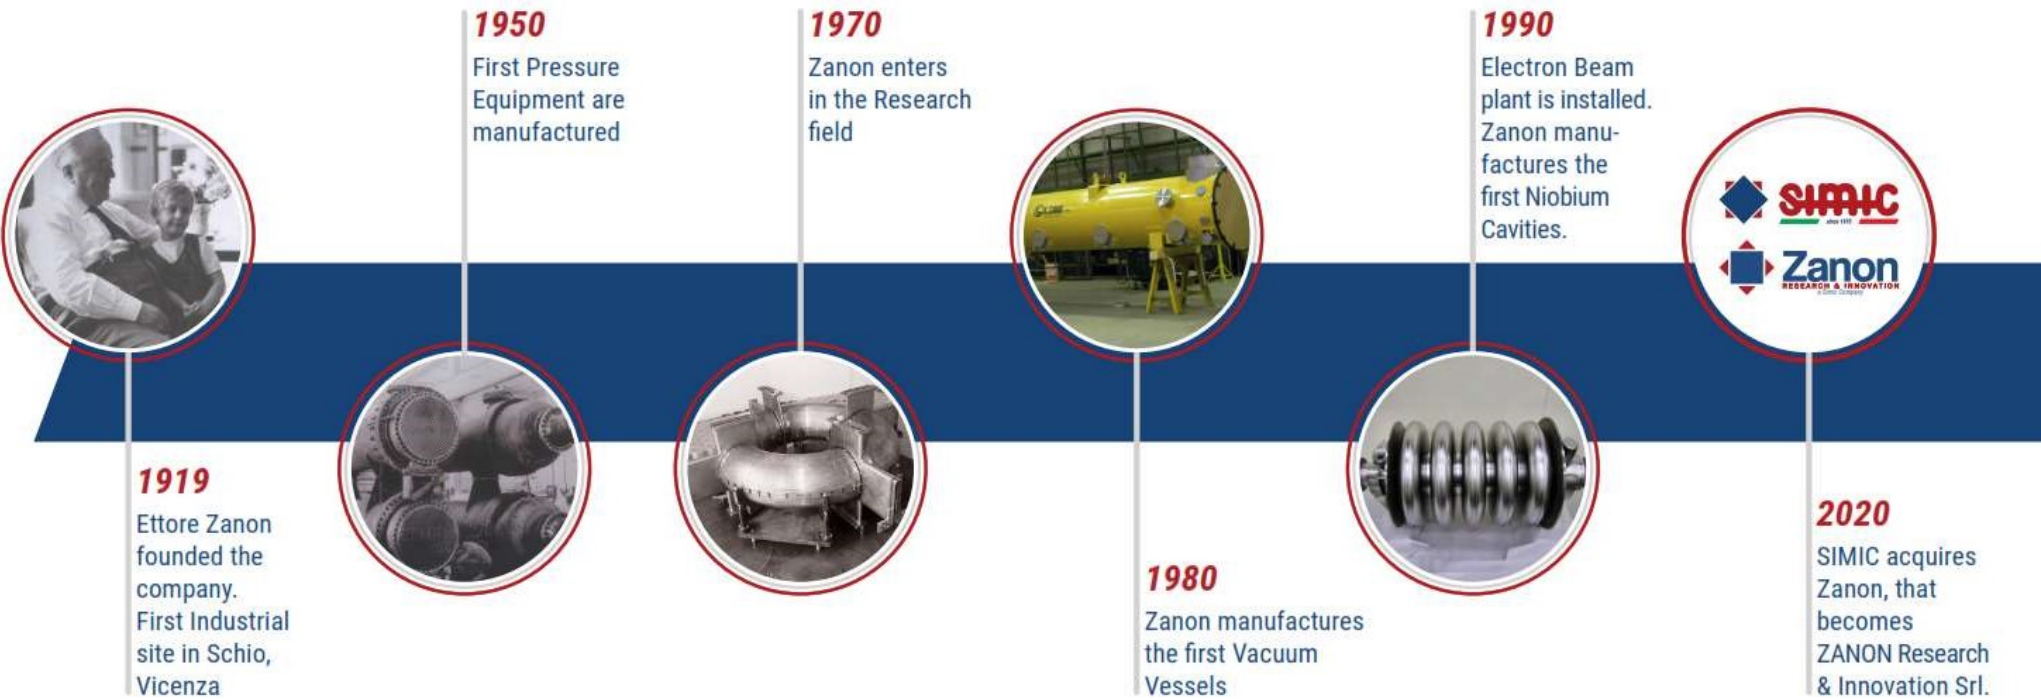 1919
Ettore Zanon
founded the
company.
First Industrial
site in Schio,
Vicenza
1950
First Pressure
Equipment are
manufactured
1970
Zanon enters
in the Research
field
1980
Zanon manufactures
the first Vacuum
Vessels
1990
Electron Beam
plant is installed.
Zanon manu-
factures the
first Niobium
Cavities.
SIMIC
Zanon
RESEARCH & INNOVATION
a Simic Company
2020
SIMIC acquires
Zanon, that
becomes
ZANON Research
& Innovation Srl.